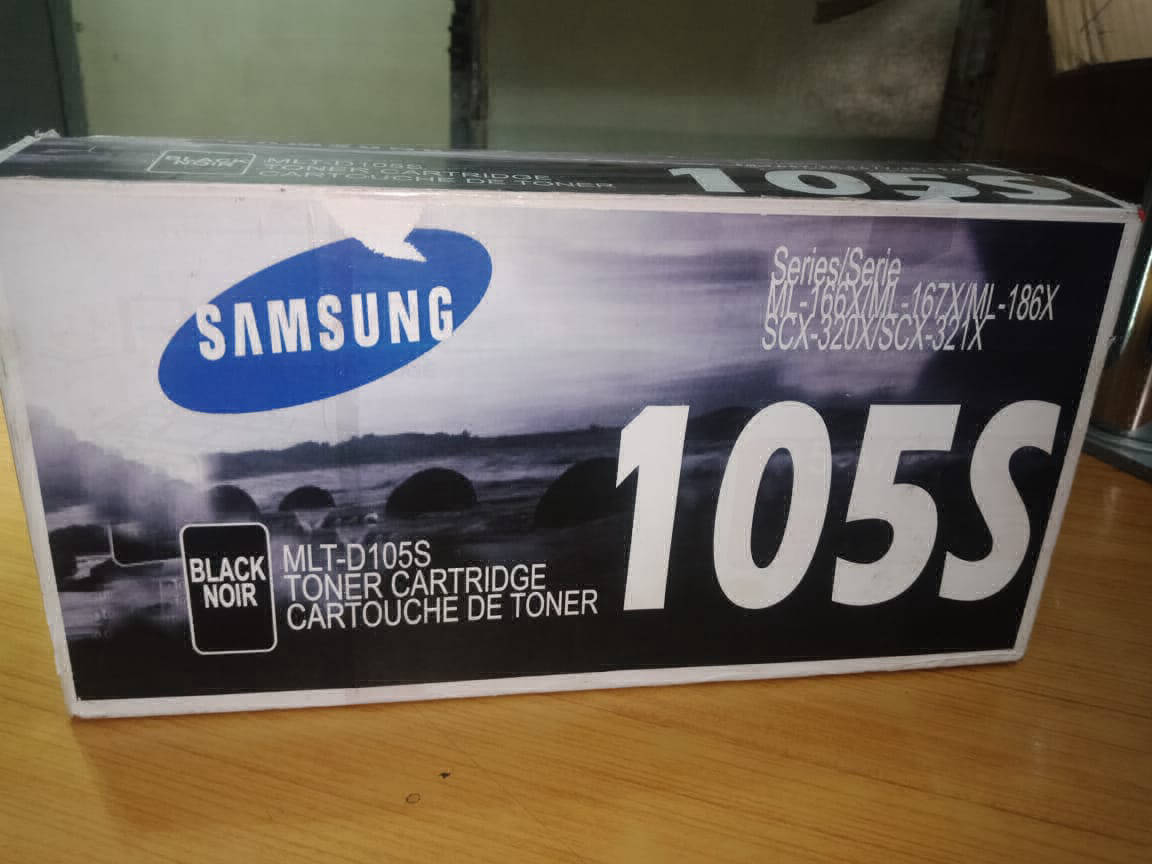 BLACK
NOIR
MLT-D105S
TONER CARTRIDGE
CARTOUCHE DE TONER
105S
SAMSUNG
Series/Serie
ML-166X/ML-167X/ML-186X
SCX-320X/SCX-321X
105S
BLACK
NOIR
MLT-D105S
TONER CARTRIDGE
CARTOUCHE DE TONER